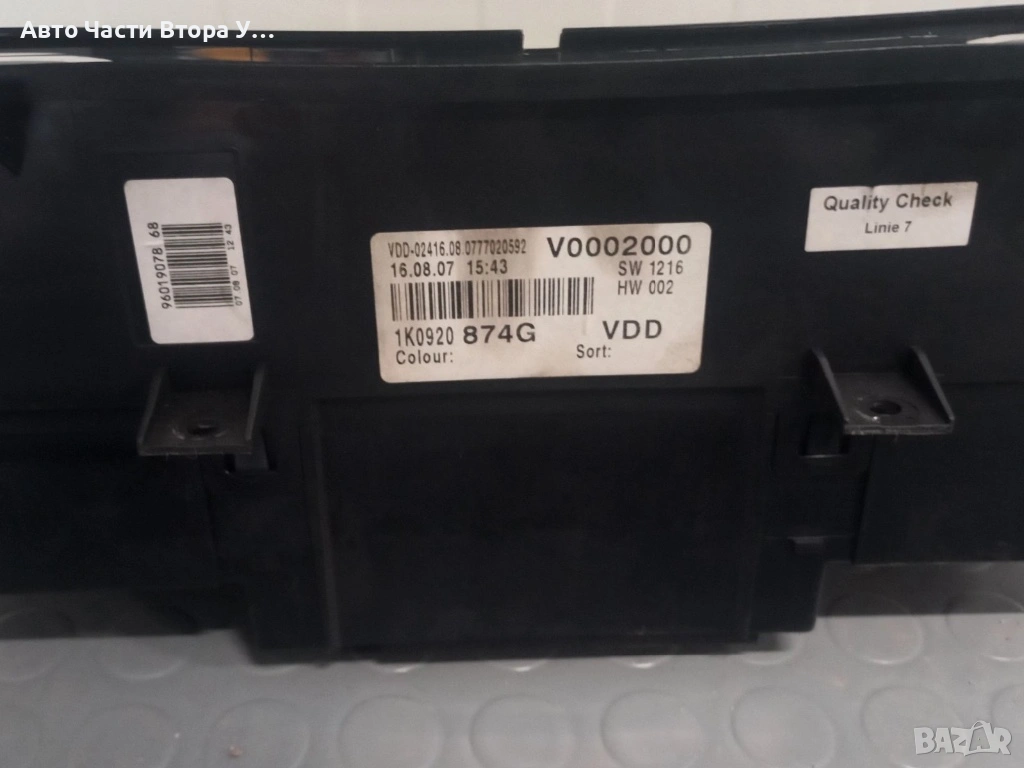 Авто Части Втора У...
96019078 68
07 08 07 12 43
VDD-02416.08.0777020592 V0002000
16.08.07 15:43 SW 1216
HW 002
1K0920 874G VDD
Colour: Sort:
Quality Check
Linie 7
BAZAR